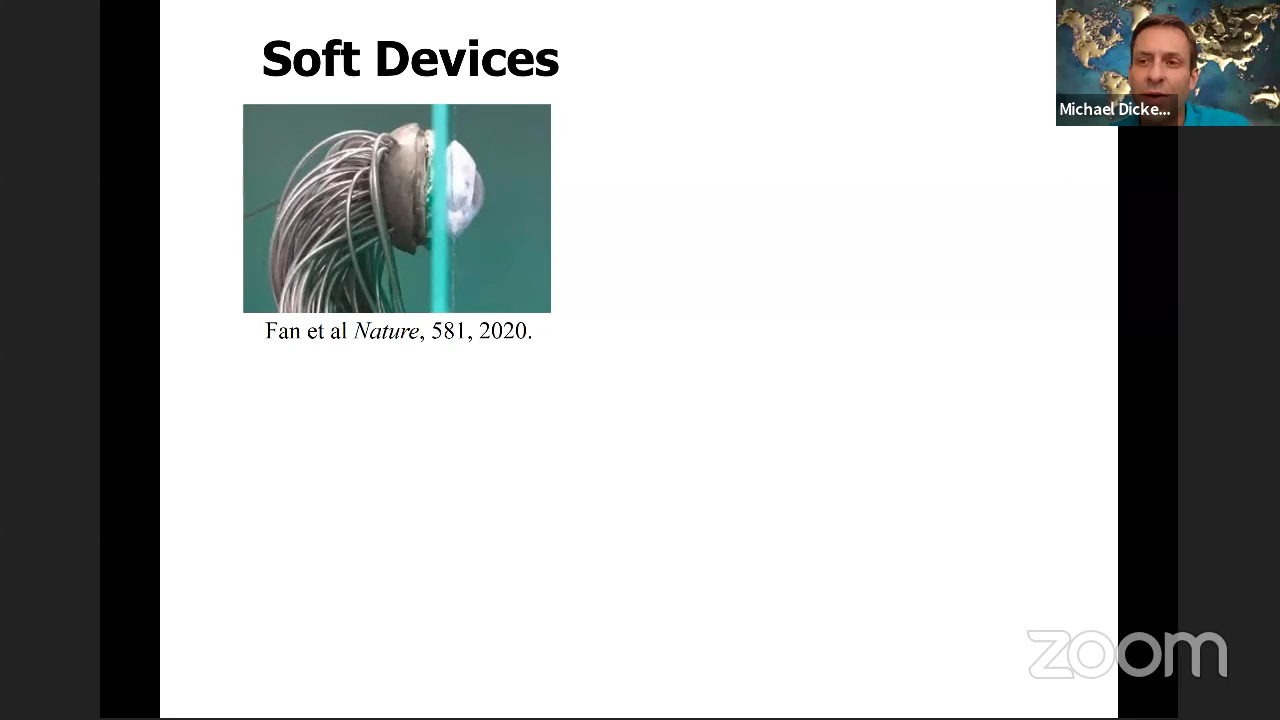 Soft Devices
Michael Dicke...
Fan et al Nature, 581, 2020.
zoom